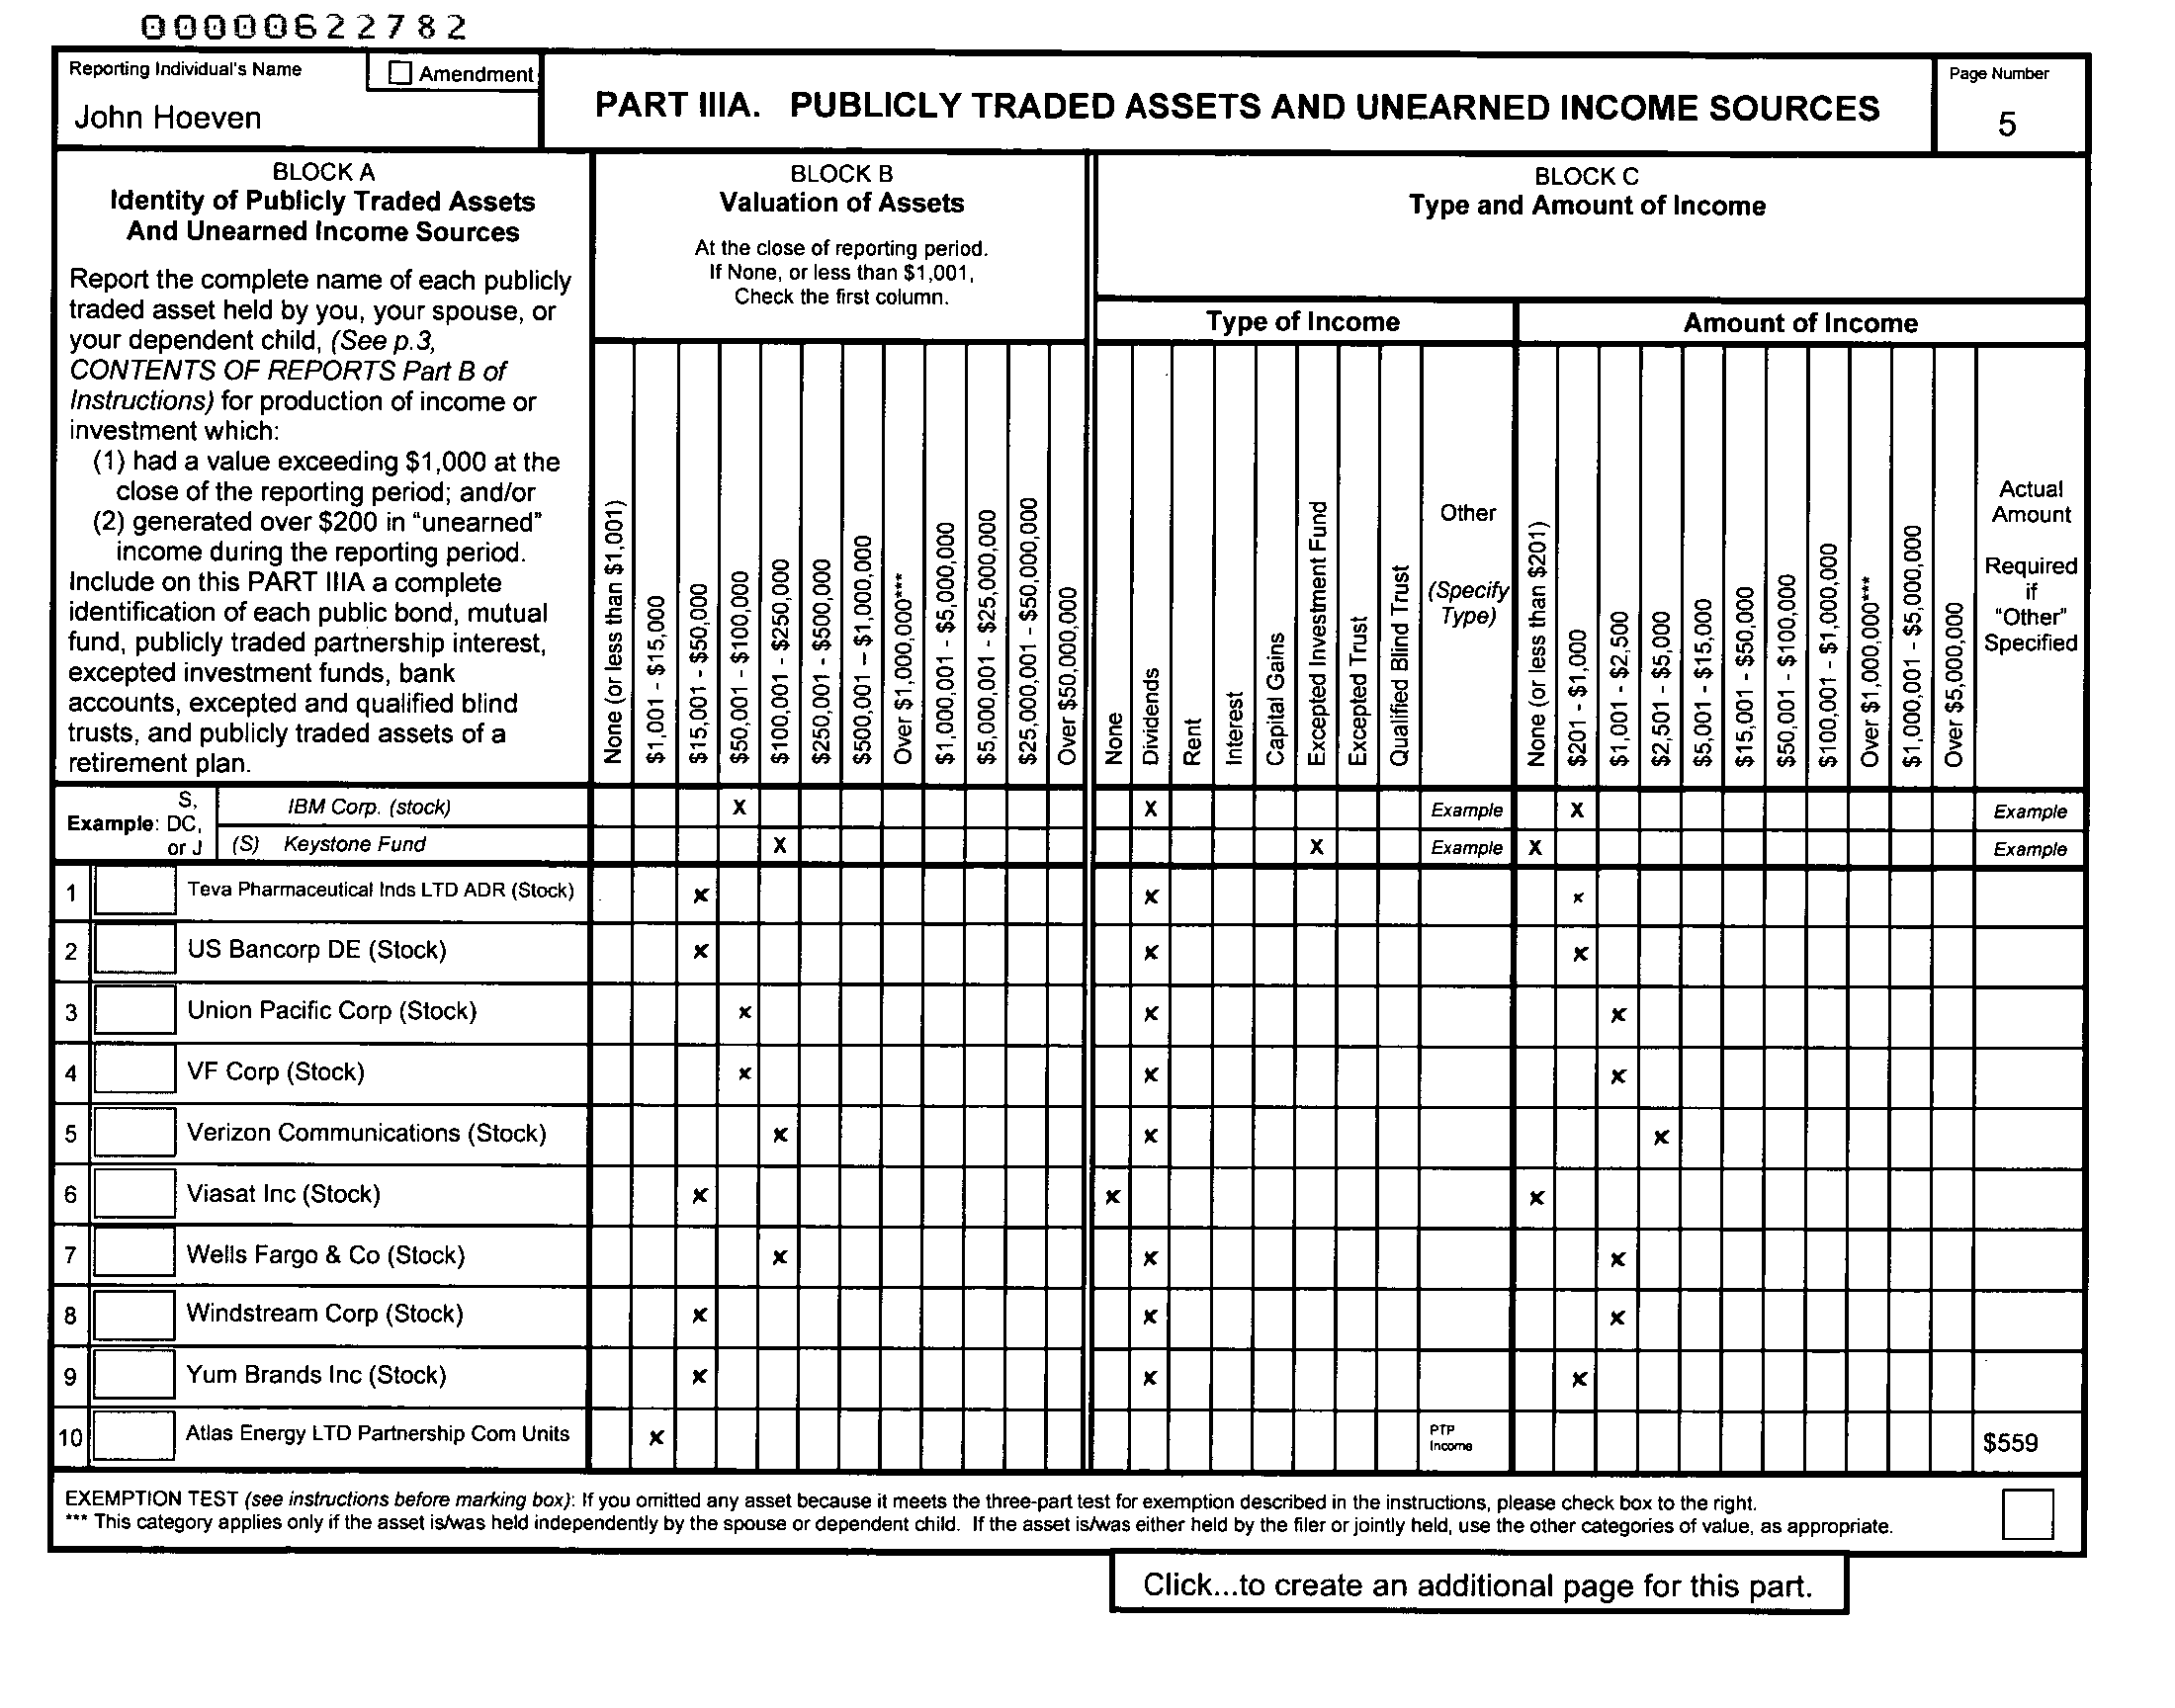 00000622782
Reporting Individual's Name
Amendment
John Hoeven
PART IIIA. PUBLICLY TRADED ASSETS AND UNEARNED INCOME SOURCES
Page Number
5
BLOCK A
Identity of Publicly Traded Assets
And Unearned Income Sources
Report the complete name of each publicly
traded asset held by you, your spouse, or
your dependent child, (See p.3,
CONTENTS OF REPORTS Part B of
Instructions) for production of income or
investment which:
(1) had a value exceeding $1,000 at the
close of the reporting period; and/or
(2) generated over $200 in "unearned"
income during the reporting period.
Include on this PART IIIA a complete
identification of each public bond, mutual
fund, publicly traded partnership interest,
excepted investment funds, bank
accounts, excepted and qualified blind
trusts, and publicly traded assets of a
retirement plan.
BLOCK B
Valuation of Assets
At the close of reporting period.
If None, or less than $1,001,
Check the first column.
None (or less than $1,001)
$1,001 - $15,000
$15,001 - $50,000
$50,001 - $100,000
$100,001 - $250,000
$250,001 - $500,000
$500,001 – $1,000,000
Over $1,000,000***
$1,000,001 - $5,000,000
$5,000,001 - $25,000,000
$25,000,001 - $50,000,000
Over $50,000,000
BLOCK C
Type and Amount of Income
Type of Income
None
Dividends
Rent
Interest
Capital Gains
Excepted Investment Fund
Excepted Trust
Qualified Blind Trust
Other
(Specify
Type)
Amount of Income
None (or less than $201)
$201 - $1,000
$1,001 - $2,500
$2,501 - $5,000
$5,001 - $15,000
$15,001 - $50,000
$50,001 - $100,000
$100,001 - $1,000,000
Over $1,000,000***
$1,000,001 - $5,000,000
Over $5,000,000
Actual
Amount
Required
if
"Other"
Specified
Example: S, DC, or J
IBM Corp. (stock) X X Example X Example
(S) Keystone Fund X X Example X Example
1 Teva Pharmaceutical Inds LTD ADR (Stock) x x x
2 US Bancorp DE (Stock) x x x
3 Union Pacific Corp (Stock) x x x
4 VF Corp (Stock) x x x
5 Verizon Communications (Stock) x x x
6 Viasat Inc (Stock) x x x
7 Wells Fargo & Co (Stock) x x x
8 Windstream Corp (Stock) x x x
9 Yum Brands Inc (Stock) x x x
10 Atlas Energy LTD Partnership Com Units x PTP Income $559
EXEMPTION TEST (see instructions before marking box): If you omitted any asset because it meets the three-part test for exemption described in the instructions, please check box to the right.
*** This category applies only if the asset is/was held independently by the spouse or dependent child. If the asset is/was either held by the filer or jointly held, use the other categories of value, as appropriate.
Click...to create an additional page for this part.